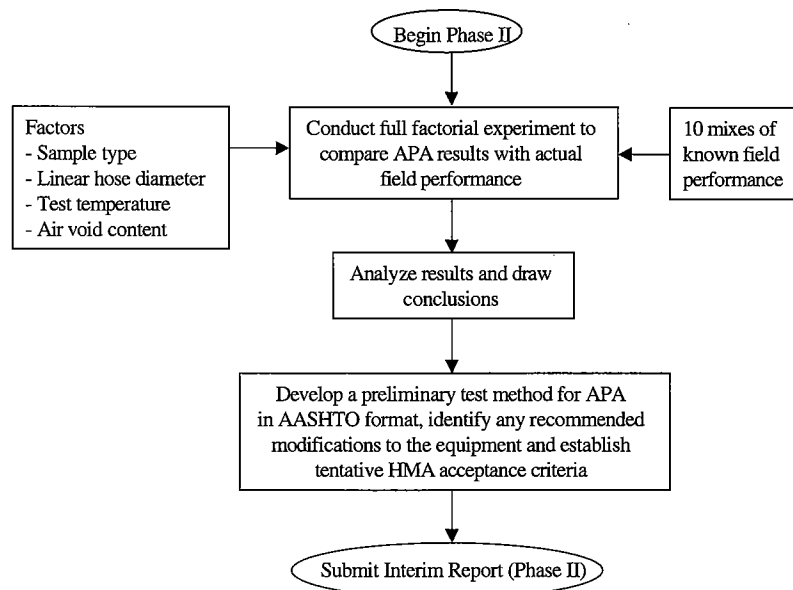 Begin Phase II
Factors
- Sample type
- Linear hose diameter
- Test temperature
- Air void content
Conduct full factorial experiment to
compare APA results with actual
field performance
10 mixes of
known field
performance
Analyze results and draw
conclusions
Develop a preliminary test method for APA
in AASHTO format, identify any recommended
modifications to the equipment and establish
tentative HMA acceptance criteria
Submit Interim Report (Phase II)